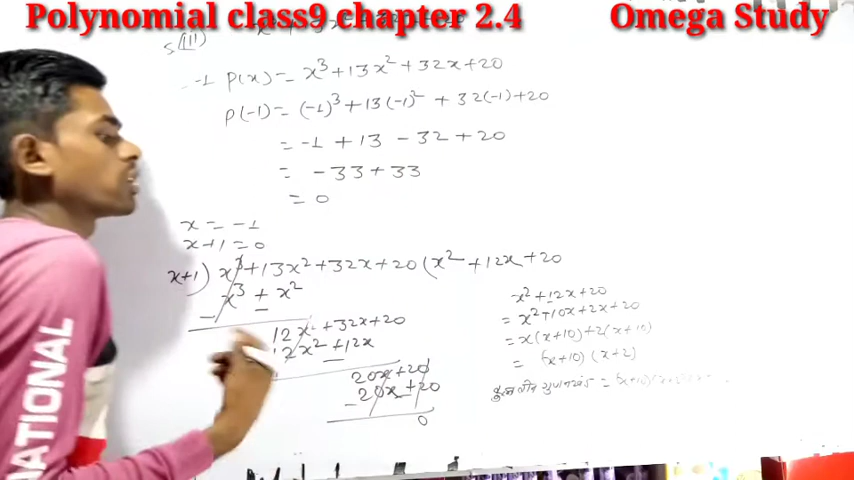 Polynomial class9 chapter 2.4 Omega Study
(iii)
-1 p(x) = x³+13x²+32x+20
p(-1) = (-1)³+13(-1)² + 32(-1)+20
= -1 + 13 - 32 + 20
= -33+33
= 0
x = -1
x+1 = 0
x+1) x³+13x²+32x+20 (x²+12x+20
x³ + x²
- -
12x²+32x+20
12x²+12x
-
20x+20
20x+20
- -
0
x²+12x+20
= x²+10x+2x+20
= x(x+10)+2(x+10)
= (x+10)(x+2)
NATIONAL